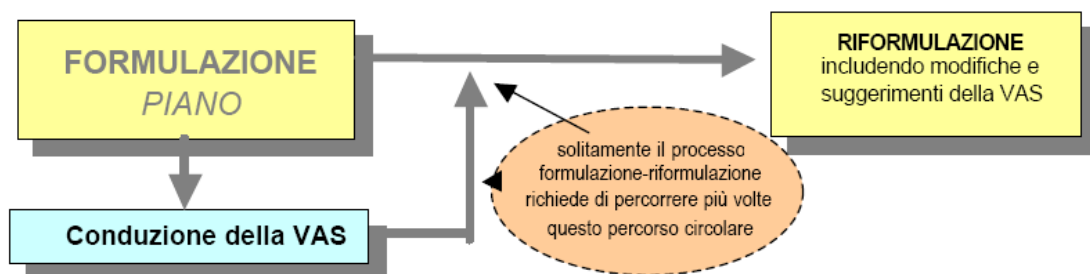 FORMULAZIONE
PIANO
RIFORMULAZIONE
includendo modifiche e
suggerimenti della VAS
solitamente il processo
formulazione-riformulazione
richiede di percorrere più volte
questo percorso circolare
Conduzione della VAS